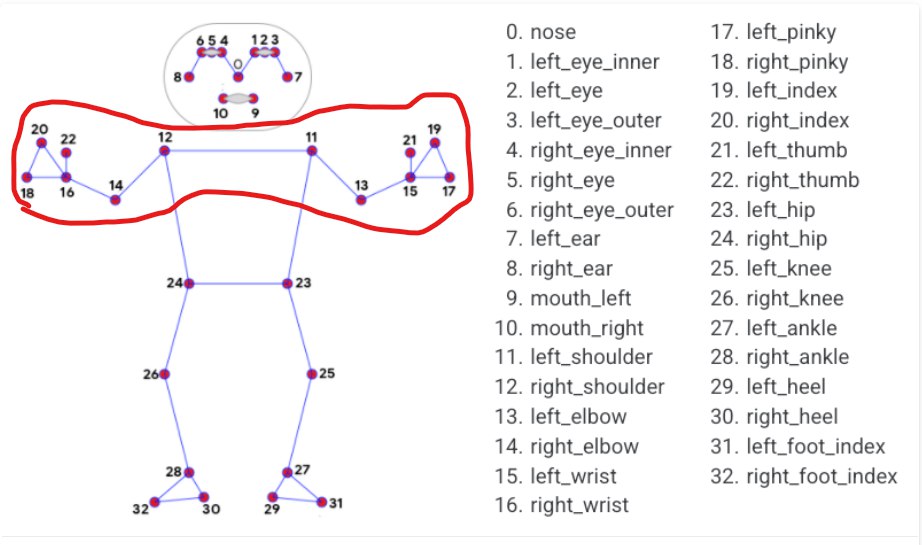 6 5 4 1 2 3
0
8 7
10 9
20 22 12 11 21 19
18 16 14 13 15 17
24 23
26 25
28 27
32 30 29 31
0. nose
1. left_eye_inner
2. left_eye
3. left_eye_outer
4. right_eye_inner
5. right_eye
6. right_eye_outer
7. left_ear
8. right_ear
9. mouth_left
10. mouth_right
11. left_shoulder
12. right_shoulder
13. left_elbow
14. right_elbow
15. left_wrist
16. right_wrist
17. left_pinky
18. right_pinky
19. left_index
20. right_index
21. left_thumb
22. right_thumb
23. left_hip
24. right_hip
25. left_knee
26. right_knee
27. left_ankle
28. right_ankle
29. left_heel
30. right_heel
31. left_foot_index
32. right_foot_index